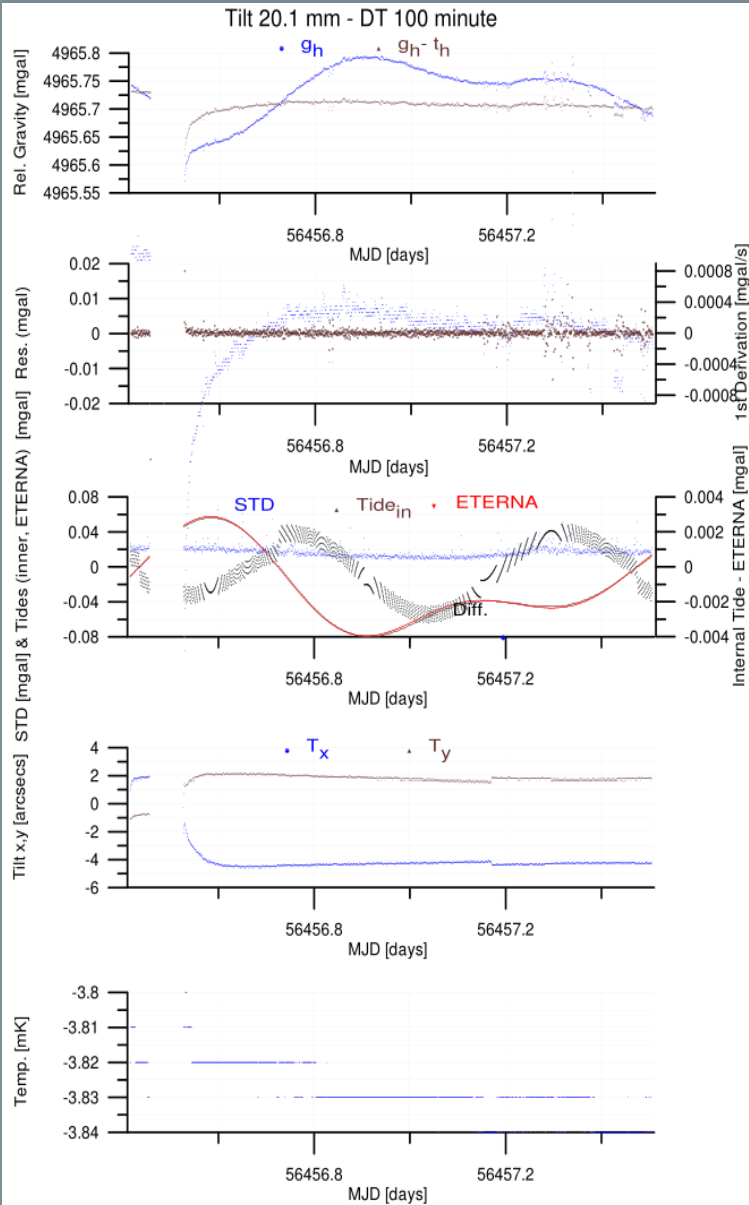 Tilt 20.1 mm - DT 100 minute
g_h g_h - t_h
Rel. Gravity [mgal]
4965.8
4965.75
4965.7
4965.65
4965.6
4965.55
56456.8 57457.2
MJD [days]
Res. (mgal)
0.02
0.01
0
-0.01
-0.02
0.0008
0.0004
0
-0.0004
-0.0008
1st Derivation [mgal/s]
56456.8 56457.2
MJD [days]
STD [mgal] & Tides (inner, ETERNA) [mgal]
STD Tide_in ETERNA
0.08
0.04
0
-0.04
-0.08
0.004
0.002
0
-0.002
-0.004
Diff.
Internal Tide - ETERNA [mgal]
56456.8 56457.2
MJD [days]
T_x T_y
Tilt x,y [arcsecs]
4
2
0
-2
-4
-6
56456.8 56457.2
MJD [days]
Temp. [mK]
-3.8
-3.81
-3.82
-3.83
-3.84
56456.8 56457.2
MJD [days]